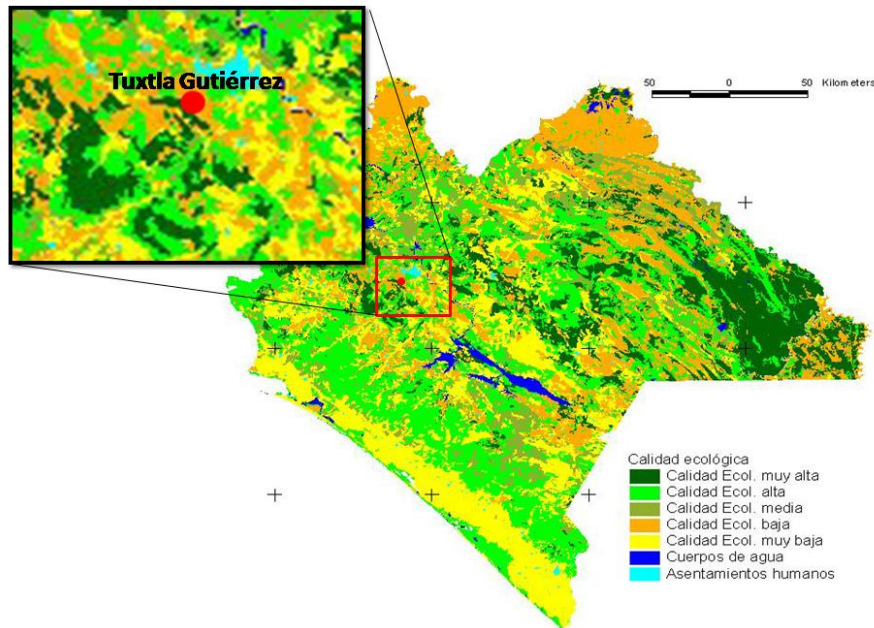 Tuxtla Gutiérrez
50 0 50 Kilometers
Calidad ecológica
Calidad Ecol. muy alta
Calidad Ecol. alta
Calidad Ecol. media
Calidad Ecol. baja
Calidad Ecol. muy baja
Cuerpos de agua
Asentamientos humanos